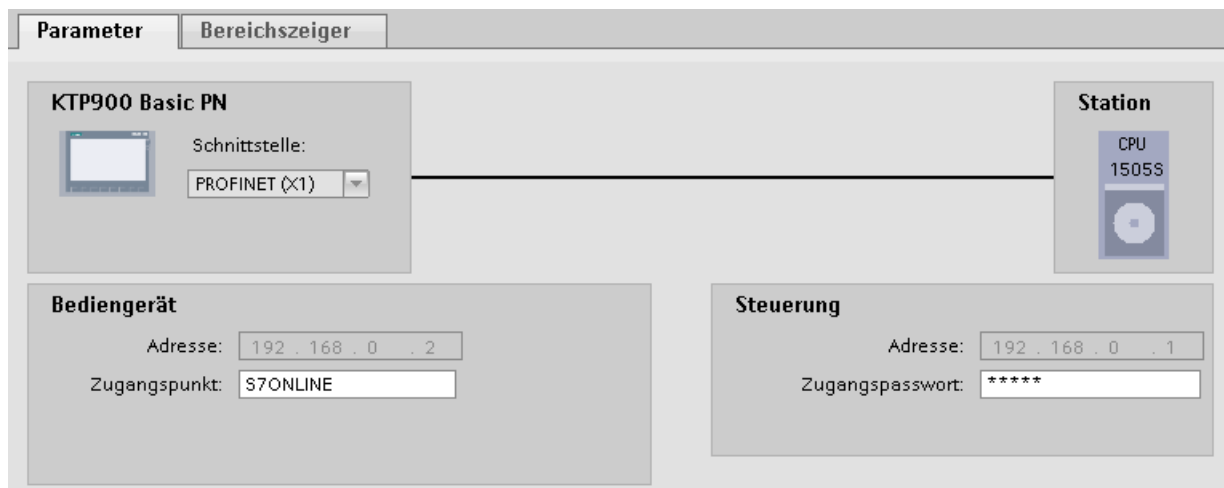 Parameter Bereichszeiger
KTP900 Basic PN
Schnittstelle:
PROFINET (X1)
Station
CPU
1505S
Bediengerät
Adresse: 192 . 168 . 0 . 2
Zugangspunkt: S7ONLINE
Steuerung
Adresse: 192 . 168 . 0 . 1
Zugangspasswort: *****